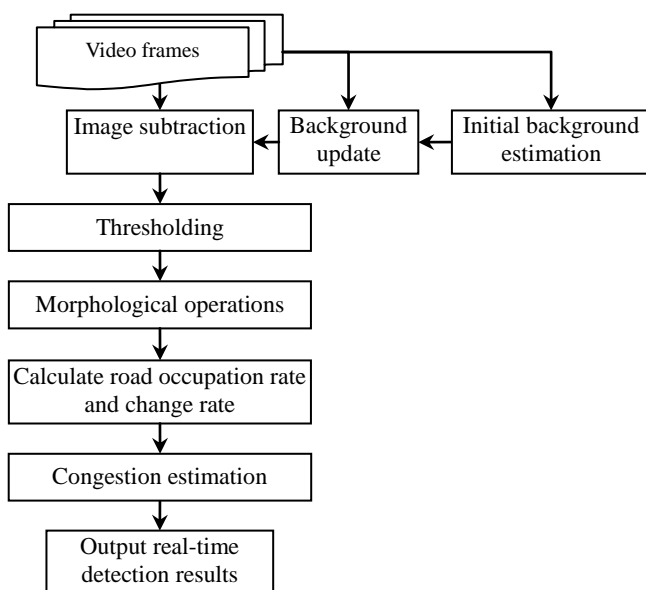 Video frames
Image subtraction
Background
update
Initial background
estimation
Thresholding
Morphological operations
Calculate road occupation rate
and change rate
Congestion estimation
Output real-time
detection results